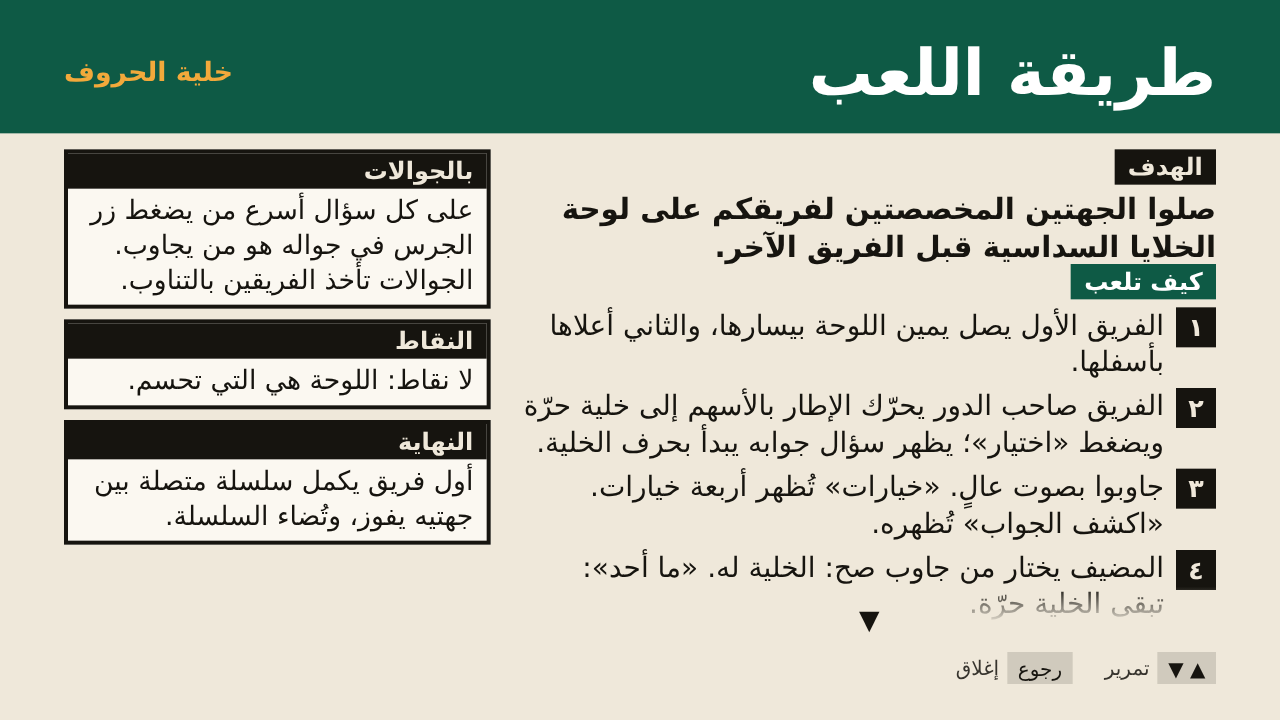 طريقة اللعب
خلية الحروف
الهدف
صلوا الجهتين المخصصتين لفريقكم على لوحة
الخلايا السداسية قبل الفريق الآخر.
كيف تلعب
١ الفريق الأول يصل يمين اللوحة بيسارها، والثاني أعلاها
بأسفلها.
٢ الفريق صاحب الدور يحرّك الإطار بالأسهم إلى خلية حرّة
ويضغط «اختيار»؛ يظهر سؤال جوابه يبدأ بحرف الخلية.
٣ جاوبوا بصوت عالٍ. «خيارات» تُظهر أربعة خيارات.
«اكشف الجواب» تُظهره.
٤ المضيف يختار من جاوب صح: الخلية له. «ما أحد»:
تبقى الخلية حرّة.
▼
بالجوالات
على كل سؤال أسرع من يضغط زر
الجرس في جواله هو من يجاوب.
الجوالات تأخذ الفريقين بالتناوب.
النقاط
لا نقاط: اللوحة هي التي تحسم.
النهاية
أول فريق يكمل سلسلة متصلة بين
جهتيه يفوز، وتُضاء السلسلة.
▲▼ تمرير رجوع إغلاق